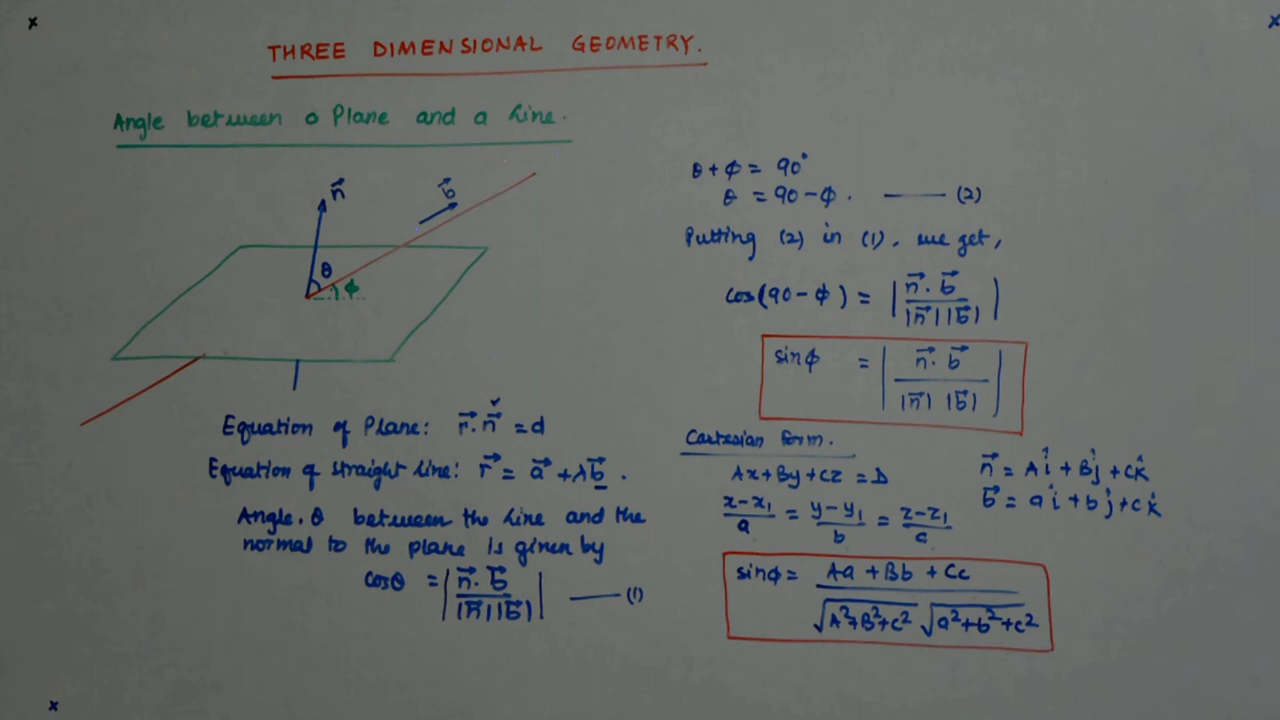 THREE DIMENSIONAL GEOMETRY.
Angle between a Plane and a Line.
n⃗
b⃗
θ
ϕ
Equation of Plane: r⃗. n⃗ = d
Equation of straight Line: r⃗ = a⃗ + λb⃗ .
Angle. θ between the Line and the
normal to the plane is given by
cosθ = | n⃗. b⃗ / |n⃗| |b⃗| | —— (1)
θ + ϕ = 90°
θ = 90 - ϕ . —— (2)
Putting (2) in (1), we get,
cos(90 - ϕ) = | n⃗. b⃗ / |n⃗| |b⃗| |
sinϕ = | n⃗. b⃗ / |n⃗| |b⃗| |
Cartesian form.
Ax + By + Cz = D
n⃗ = Aî + Bĵ + Ck̂
x-x₁/a = y-y₁/b = z-z₁/c
b⃗ = aî + bĵ + ck̂
sinϕ = Aa + Bb + Cc / √A²+B²+C² √a²+b²+c²